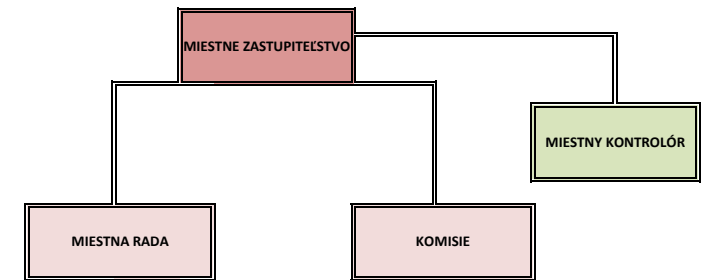 MIESTNE ZASTUPITEĽSTVO
MIESTNY KONTROLÓR
MIESTNA RADA
KOMISIE